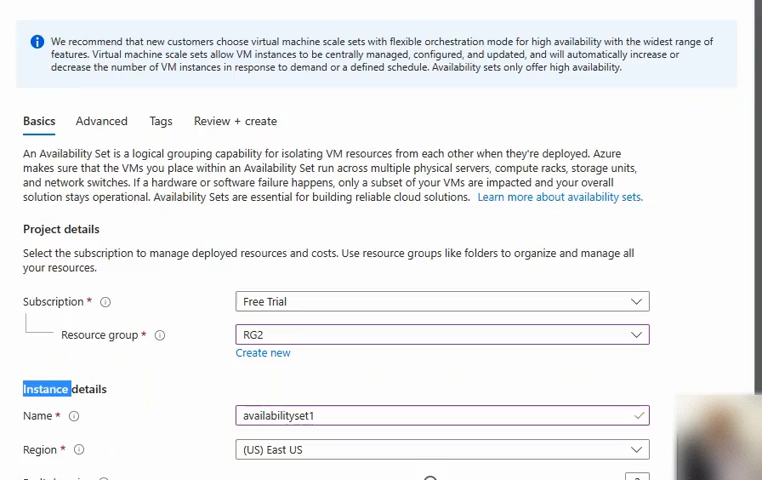 We recommend that new customers choose virtual machine scale sets with flexible orchestration mode for high availability with the widest range of
features. Virtual machine scale sets allow VM instances to be centrally managed, configured, and updated, and will automatically increase or
decrease the number of VM instances in response to demand or a defined schedule. Availability sets only offer high availability.
Basics Advanced Tags Review + create
An Availability Set is a logical grouping capability for isolating VM resources from each other when they're deployed. Azure
makes sure that the VMs you place within an Availability Set run across multiple physical servers, compute racks, storage units,
and network switches. If a hardware or software failure happens, only a subset of your VMs are impacted and your overall
solution stays operational. Availability Sets are essential for building reliable cloud solutions. Learn more about availability sets.
Project details
Select the subscription to manage deployed resources and costs. Use resource groups like folders to organize and manage all
your resources.
Subscription * Free Trial
Resource group * RG2
Create new
Instance details
Name * availabilityset1
Region * (US) East US